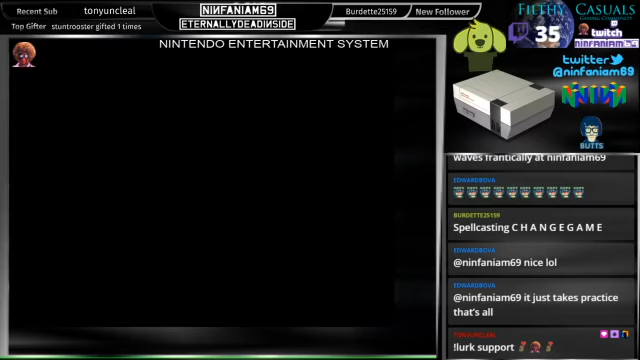 Recent Sub
tonyuncleal
NINFANIAM69
ETERNALLYDEADINSIDE
Burdette25159
New Follower
Top Gifter
stuntrooster gifted 1 times
FILTHY CASUALS
GAMING COMMUNITY
35
twitch
NINFANIAM69
NINTENDO ENTERTAINMENT SYSTEM
twitter
@ninfaniam69
BUTTS
waves frantically at ninfaniam69
EDWARDBOVA
BURDETTE25159
Spellcasting C H A N G E G A M E
EDWARDBOVA
@ninfaniam69 nice lol
EDWARDBOVA
@ninfaniam69 it just takes practice
that's all
TONYUNCLEAL
!lurk support